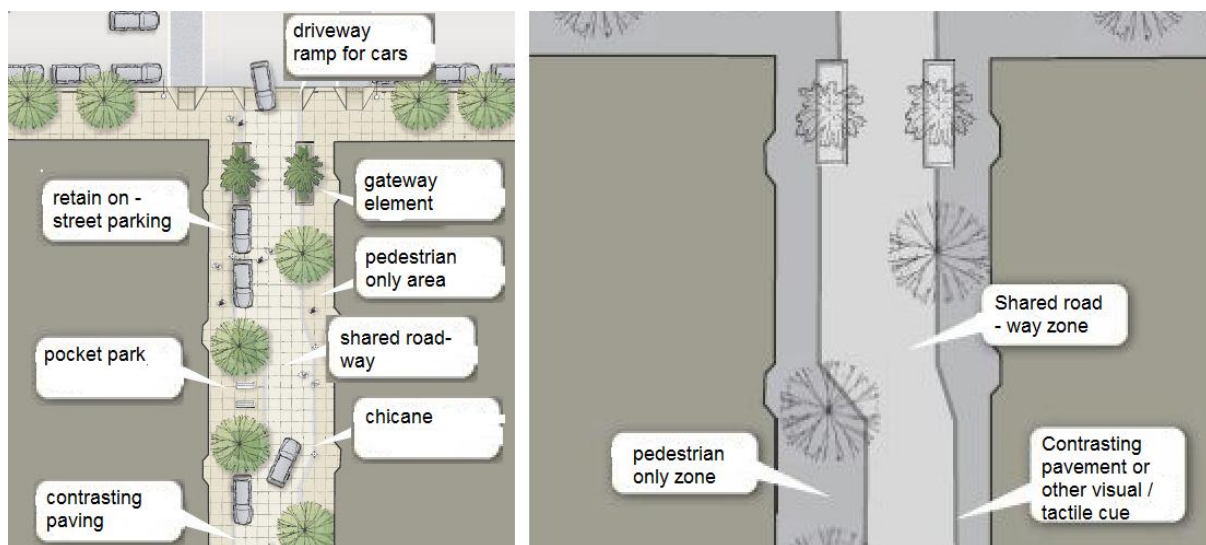 driveway
ramp for cars
retain on -
street parking
gateway
element
pedestrian
only area
pocket park
shared road-
way
chicane
contrasting
paving
Shared road
- way zone
pedestrian
only zone
Contrasting
pavement or
other visual /
tactile cue